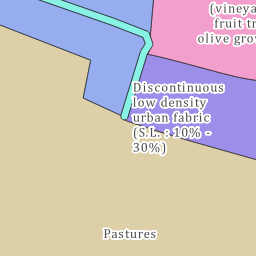 (vineya
fruit tr
olive gro
Discontinuous
low density
urban fabric
(S.L. : 10% -
30%)
Pastures